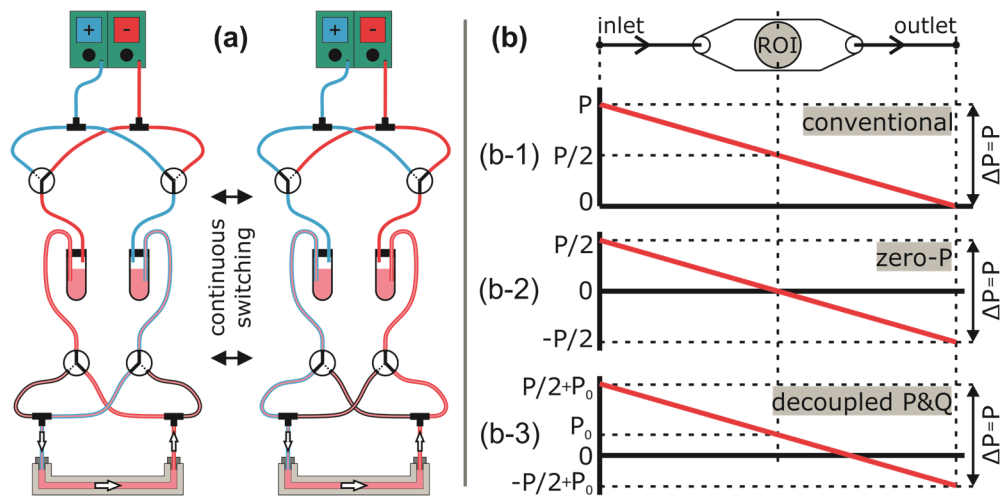 + -
(a)
+ -
continuous
switching
(b)
inlet
ROI
outlet
(b-1)
P
P/2
0
conventional
ΔP=P
(b-2)
P/2
0
-P/2
zero-P
ΔP=P
(b-3)
P/2+P₀
P₀
0
-P/2+P₀
decoupled P&Q
ΔP=P